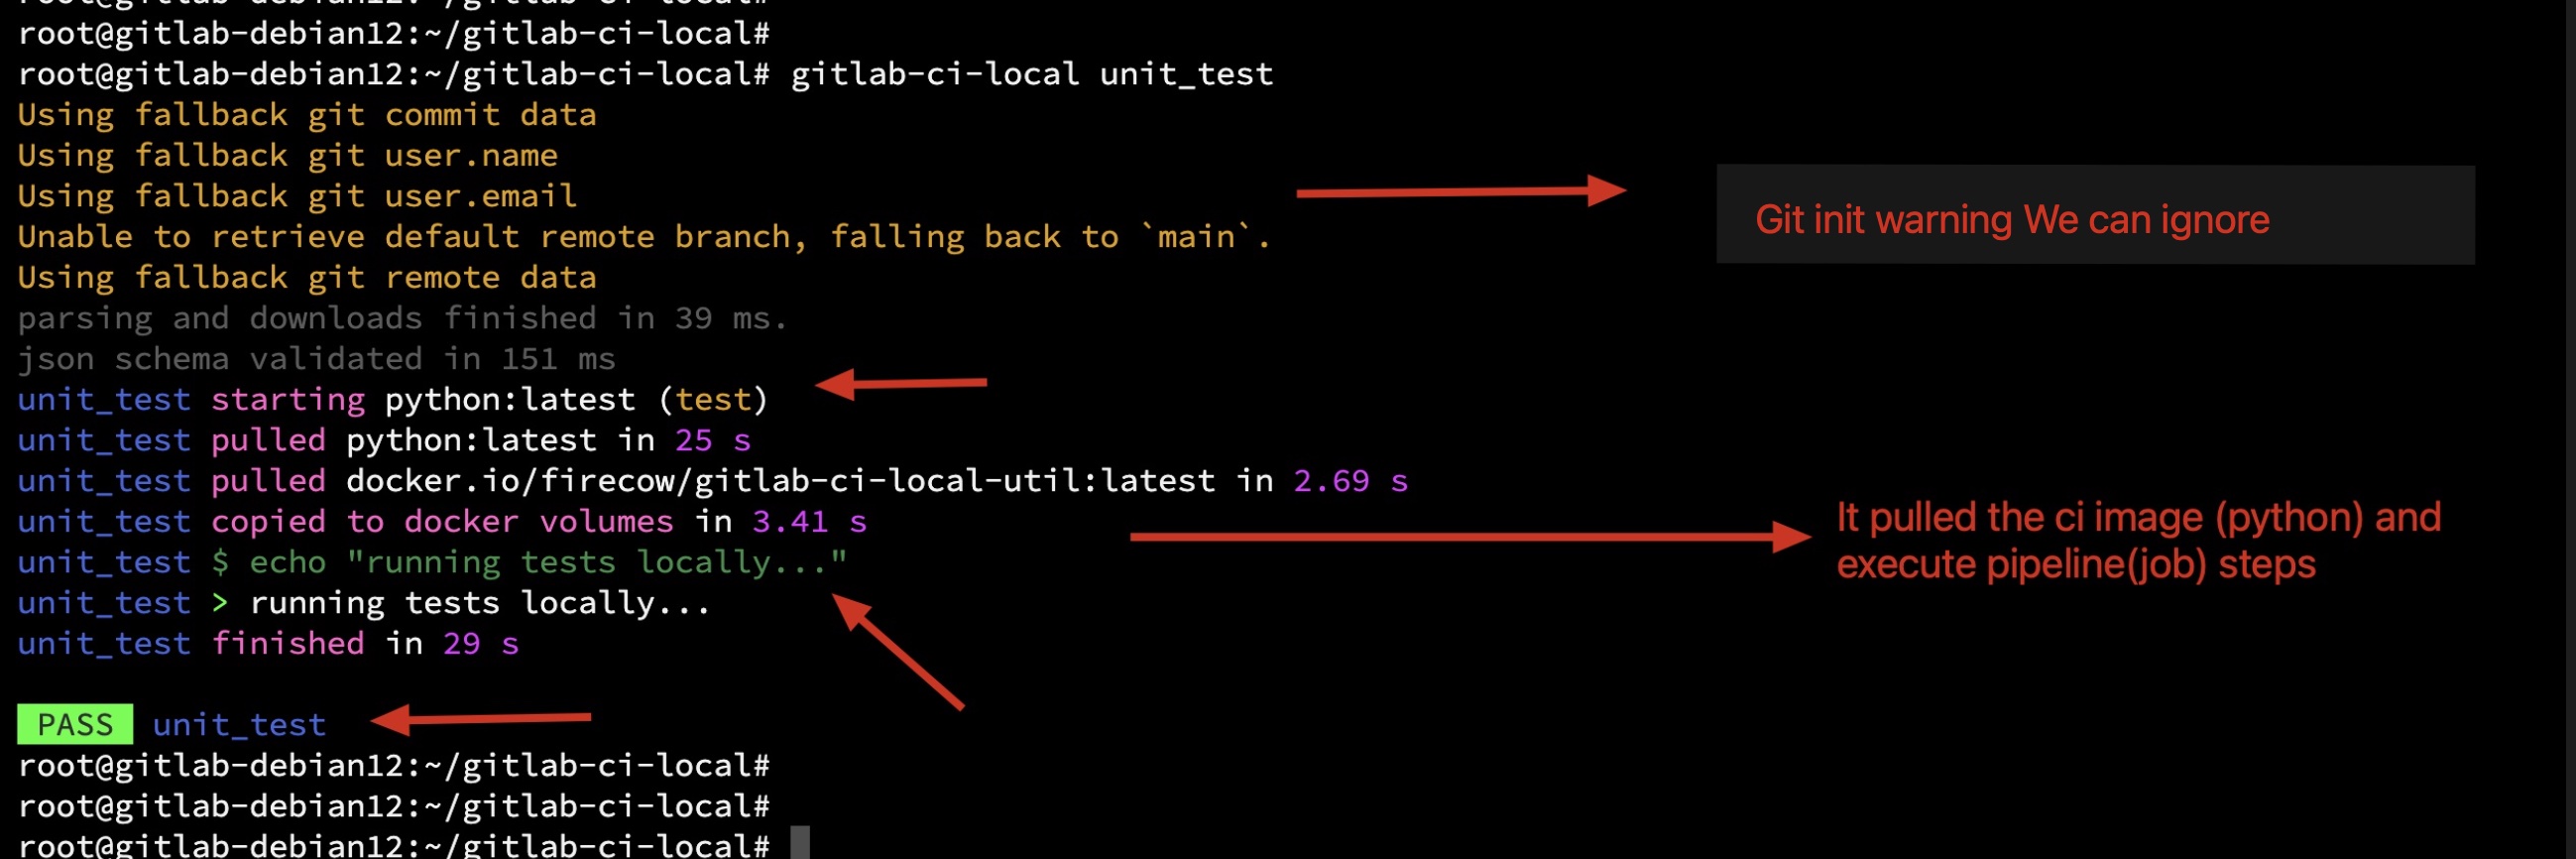 root@gitlab-debian12:~/gitlab-ci-local#
root@gitlab-debian12:~/gitlab-ci-local#
root@gitlab-debian12:~/gitlab-ci-local# gitlab-ci-local unit_test
Using fallback git commit data
Using fallback git user.name
Using fallback git user.email
Unable to retrieve default remote branch, falling back to `main`.
Using fallback git remote data
Git init warning We can ignore
parsing and downloads finished in 39 ms.
json schema validated in 151 ms
unit_test starting python:latest (test)
unit_test pulled python:latest in 25 s
unit_test pulled docker.io/firecow/gitlab-ci-local-util:latest in 2.69 s
unit_test copied to docker volumes in 3.41 s
unit_test $ echo "running tests locally..."
unit_test > running tests locally...
unit_test finished in 29 s
It pulled the ci image (python) and
execute pipeline(job) steps
PASS unit_test
root@gitlab-debian12:~/gitlab-ci-local#
root@gitlab-debian12:~/gitlab-ci-local#
root@gitlab-debian12:~/gitlab-ci-local#